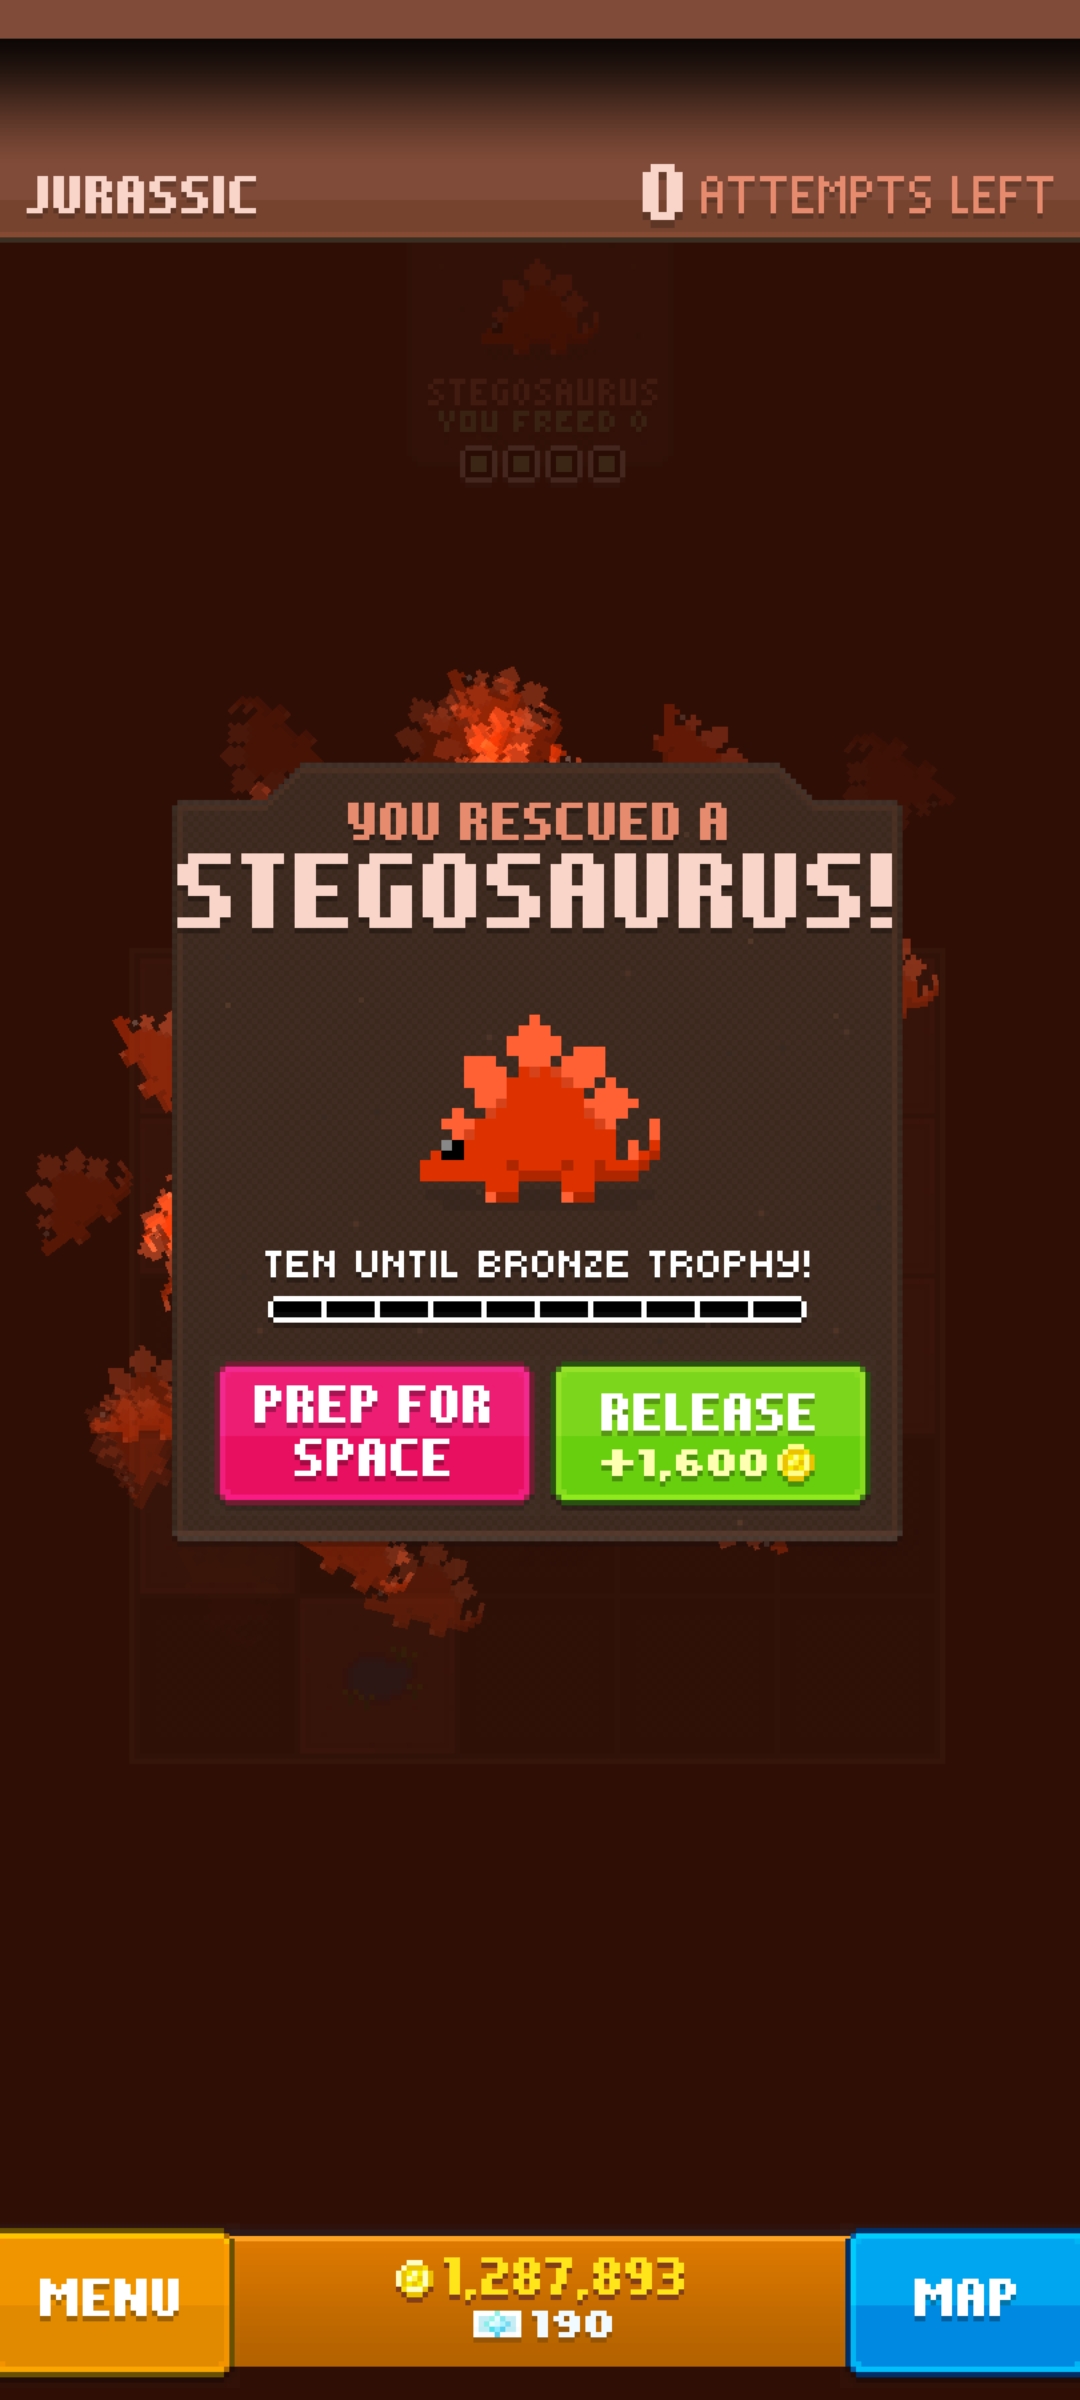 JURASSIC
0 ATTEMPTS LEFT
STEGOSAURUS
YOU FREED 0
YOU RESCUED A
STEGOSAURUS!
TEN UNTIL BRONZE TROPHY!
PREP FOR
SPACE
RELEASE
+1,600
MENU
1,287,893
190
MAP